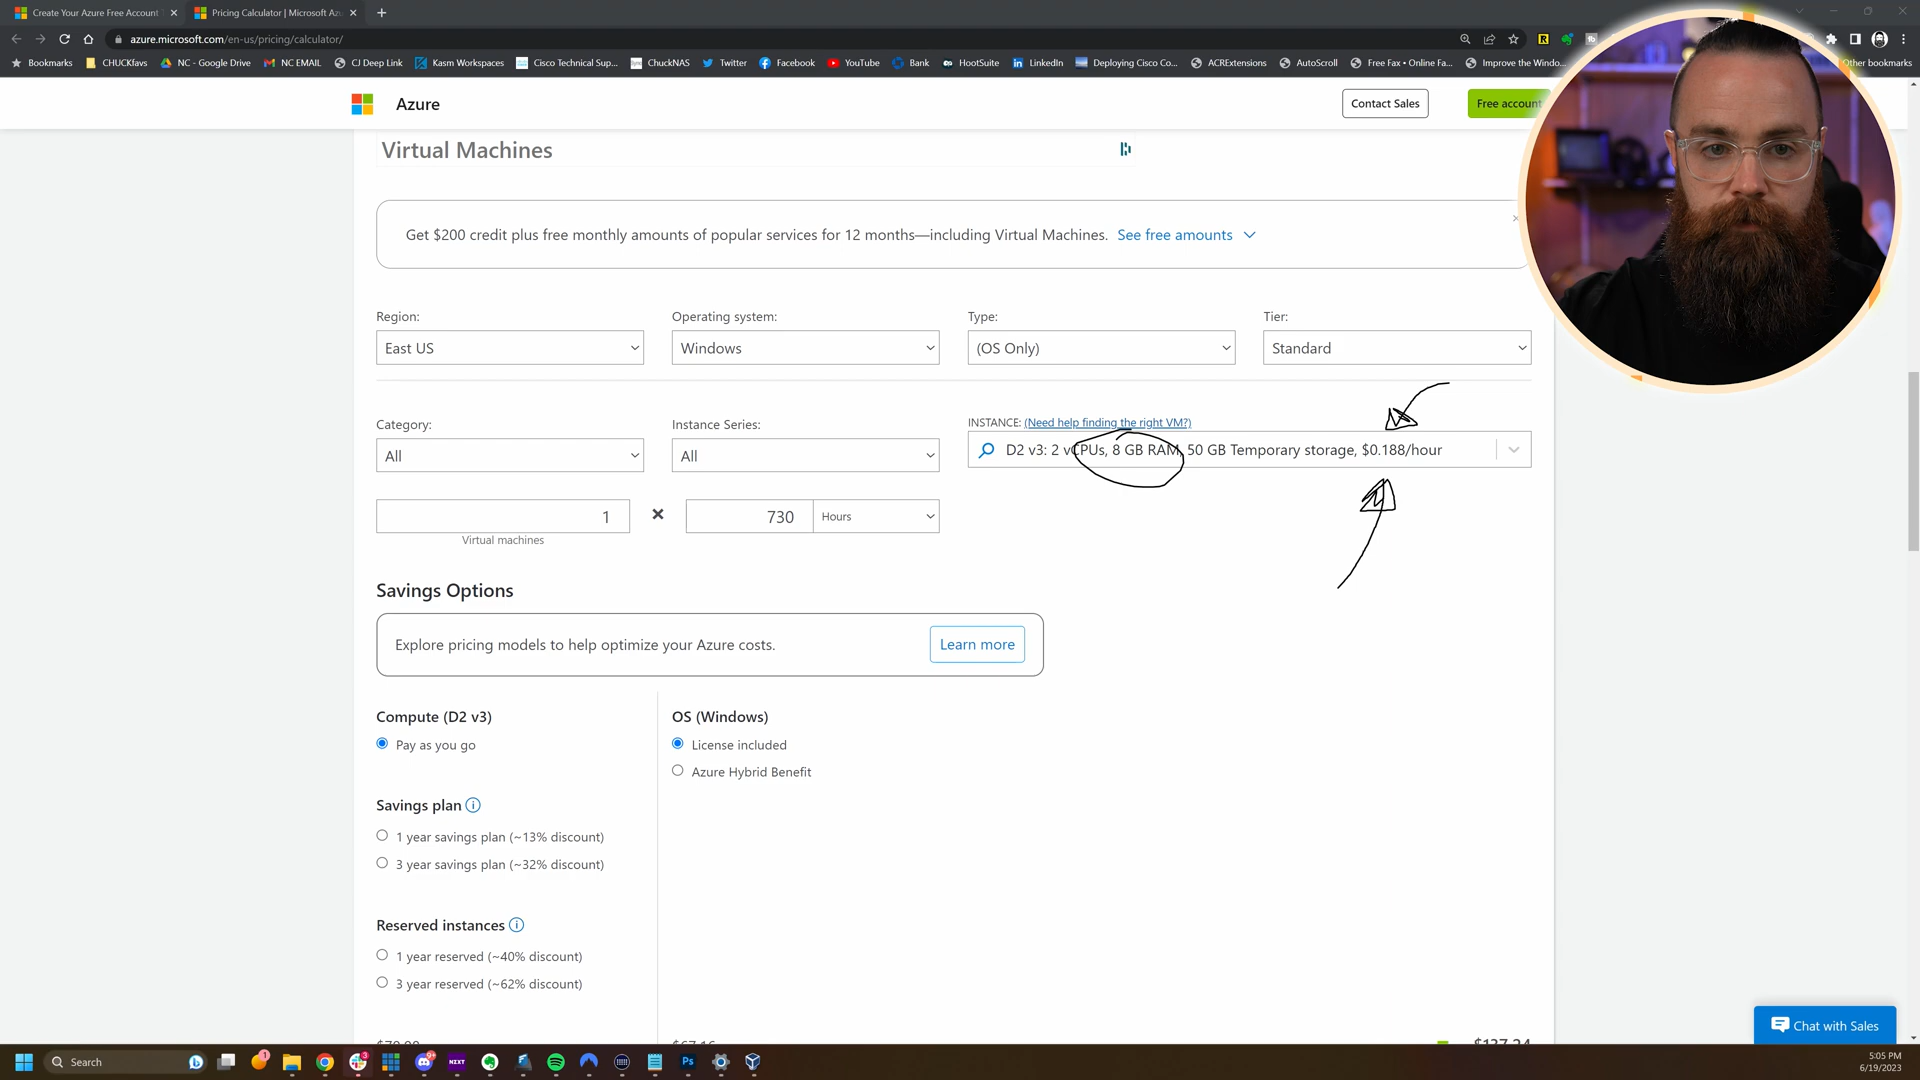 Create Your Azure Free Account
Pricing Calculator | Microsoft Azu
azure.microsoft.com/en-us/pricing/calculator/
Bookmarks
CHUCKfavs
NC - Google Drive
NC EMAIL
CJ Deep Link
Kasm Workspaces
Cisco Technical Sup...
ChuckNAS
Twitter
Facebook
YouTube
Bank
HootSuite
LinkedIn
Deploying Cisco Co...
ACRExtensions
AutoScroll
Free Fax • Online Fa...
Improve the Windo...
Other bookmarks
Azure
Contact Sales
Free account
Virtual Machines
Get $200 credit plus free monthly amounts of popular services for 12 months—including Virtual Machines. See free amounts
Region:
Operating system:
Type:
Tier:
East US
Windows
(OS Only)
Standard
Category:
Instance Series:
INSTANCE: (Need help finding the right VM?)
All
All
D2 v3: 2 vCPUs, 8 GB RAM, 50 GB Temporary storage, $0.188/hour
1
730
Hours
Virtual machines
Savings Options
Explore pricing models to help optimize your Azure costs.
Learn more
Compute (D2 v3)
OS (Windows)
Pay as you go
License included
Azure Hybrid Benefit
Savings plan
1 year savings plan (~13% discount)
3 year savings plan (~32% discount)
Reserved instances
1 year reserved (~40% discount)
3 year reserved (~62% discount)
$137.24
Chat with Sales
Search
5:05 PM
6/19/2023